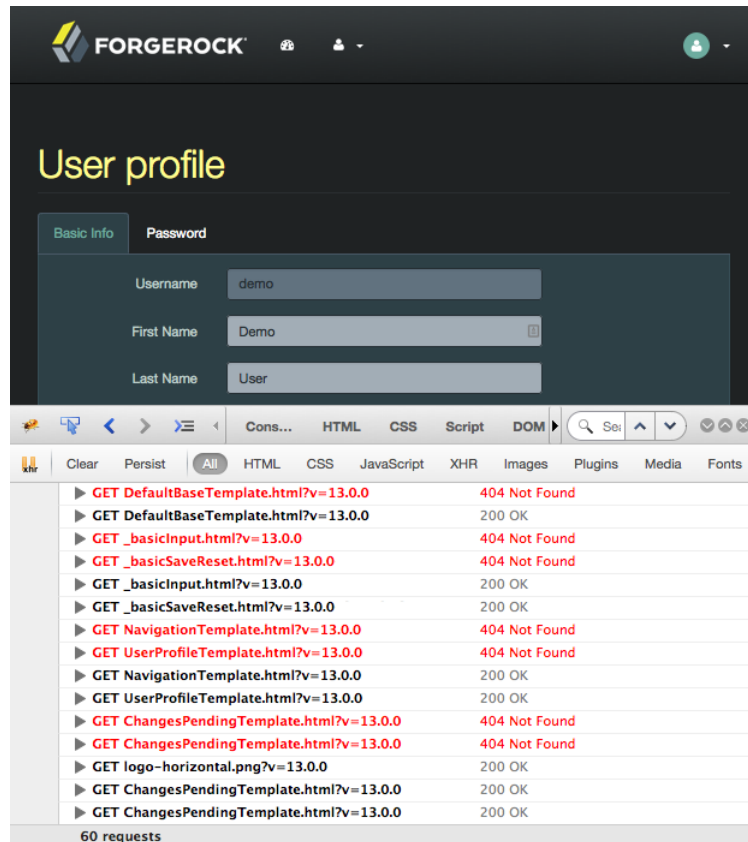 FORGEROCK
User profile
Basic Info Password
Username demo
First Name Demo
Last Name User
Cons... HTML CSS Script DOM
Clear Persist All HTML CSS JavaScript XHR Images Plugins Media Fonts
xhr
GET DefaultBaseTemplate.html?v=13.0.0 404 Not Found
GET DefaultBaseTemplate.html?v=13.0.0 200 OK
GET _basicInput.html?v=13.0.0 404 Not Found
GET _basicSaveReset.html?v=13.0.0 404 Not Found
GET _basicInput.html?v=13.0.0 200 OK
GET _basicSaveReset.html?v=13.0.0 200 OK
GET NavigationTemplate.html?v=13.0.0 404 Not Found
GET UserProfileTemplate.html?v=13.0.0 404 Not Found
GET NavigationTemplate.html?v=13.0.0 200 OK
GET UserProfileTemplate.html?v=13.0.0 200 OK
GET ChangesPendingTemplate.html?v=13.0.0 404 Not Found
GET ChangesPendingTemplate.html?v=13.0.0 404 Not Found
GET logo-horizontal.png?v=13.0.0 200 OK
GET ChangesPendingTemplate.html?v=13.0.0 200 OK
GET ChangesPendingTemplate.html?v=13.0.0 200 OK
60 requests